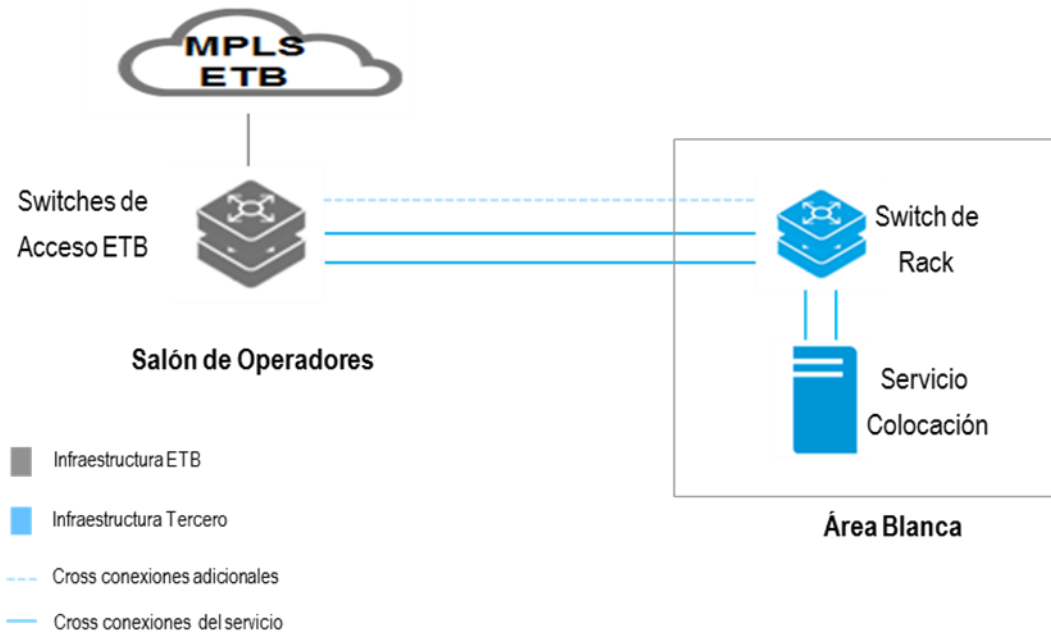 MPLS
ETB
Switches de
Acceso ETB
Switch de
Rack
Salón de Operadores
Servicio
Colocación
Infraestructura ETB
Infraestructura Tercero
Área Blanca
Cross conexiones adicionales
Cross conexiones del servicio